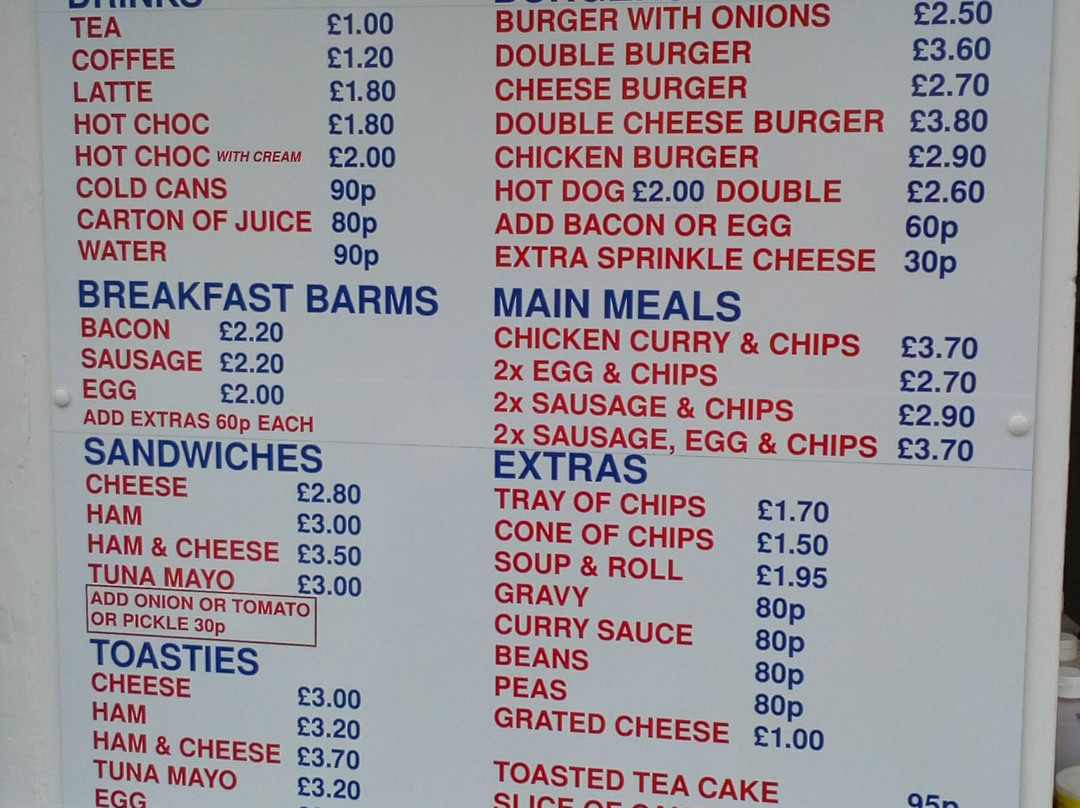 DRINKS
TEA £1.00
COFFEE £1.20
LATTE £1.80
HOT CHOC £1.80
HOT CHOC WITH CREAM £2.00
COLD CANS 90p
CARTON OF JUICE 80p
WATER 90p
BREAKFAST BARMS
BACON £2.20
SAUSAGE £2.20
EGG £2.00
ADD EXTRAS 60p EACH
SANDWICHES
CHEESE £2.80
HAM £3.00
HAM & CHEESE £3.50
TUNA MAYO £3.00
ADD ONION OR TOMATO
OR PICKLE 30p
TOASTIES
CHEESE £3.00
HAM £3.20
HAM & CHEESE £3.70
TUNA MAYO £3.20
EGG
BURGER WITH ONIONS £2.50
DOUBLE BURGER £3.60
CHEESE BURGER £2.70
DOUBLE CHEESE BURGER £3.80
CHICKEN BURGER £2.90
HOT DOG £2.00 DOUBLE £2.60
ADD BACON OR EGG 60p
EXTRA SPRINKLE CHEESE 30p
MAIN MEALS
CHICKEN CURRY & CHIPS £3.70
2x EGG & CHIPS £2.70
2x SAUSAGE & CHIPS £2.90
2x SAUSAGE, EGG & CHIPS £3.70
EXTRAS
TRAY OF CHIPS £1.70
CONE OF CHIPS £1.50
SOUP & ROLL £1.95
GRAVY 80p
CURRY SAUCE 80p
BEANS 80p
PEAS 80p
GRATED CHEESE £1.00
TOASTED TEA CAKE 95p
SLICE OF